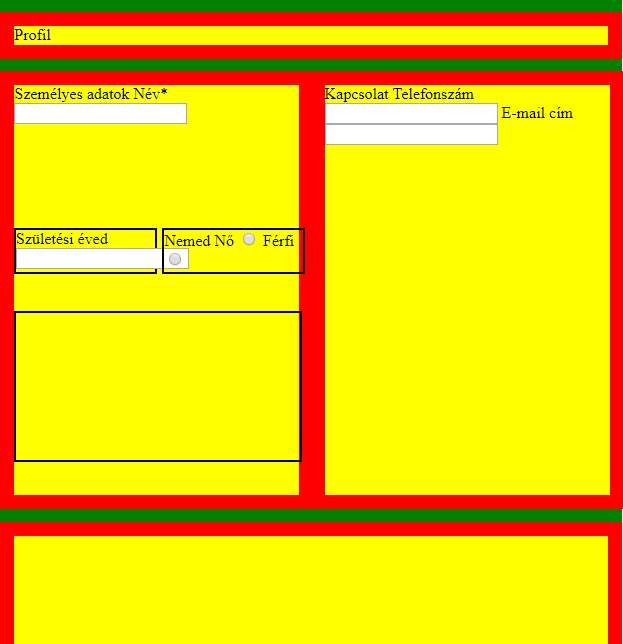 Profil
Személyes adatok Név*
Születési éved
Nemed Nő Férfi
Kapcsolat Telefonszám
E-mail cím